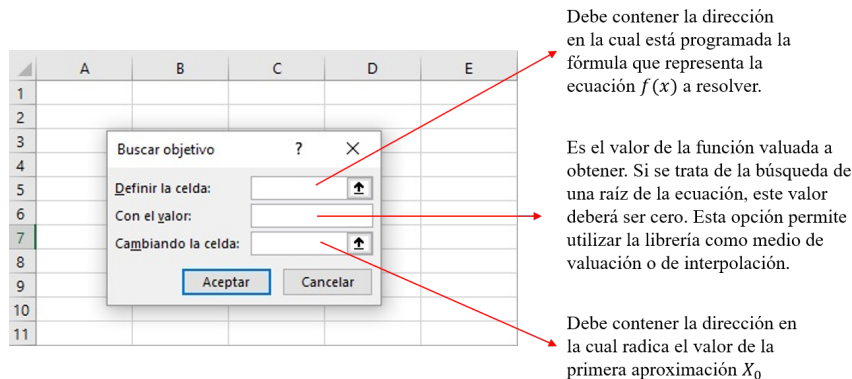 Debe contener la dirección
en la cual está programada la
fórmula que representa la
ecuación f(x) a resolver.
A B C D E
1
2
3
4
5
6
7
8
9
10
11
Buscar objetivo ? ×
Definir la celda:
Con el valor:
Cambiando la celda:
Aceptar Cancelar
Es el valor de la función valuada a
obtener. Si se trata de la búsqueda de
una raíz de la ecuación, este valor
deberá ser cero. Esta opción permite
utilizar la librería como medio de
valuación o de interpolación.
Debe contener la dirección en
la cual radica el valor de la
primera aproximación X₀